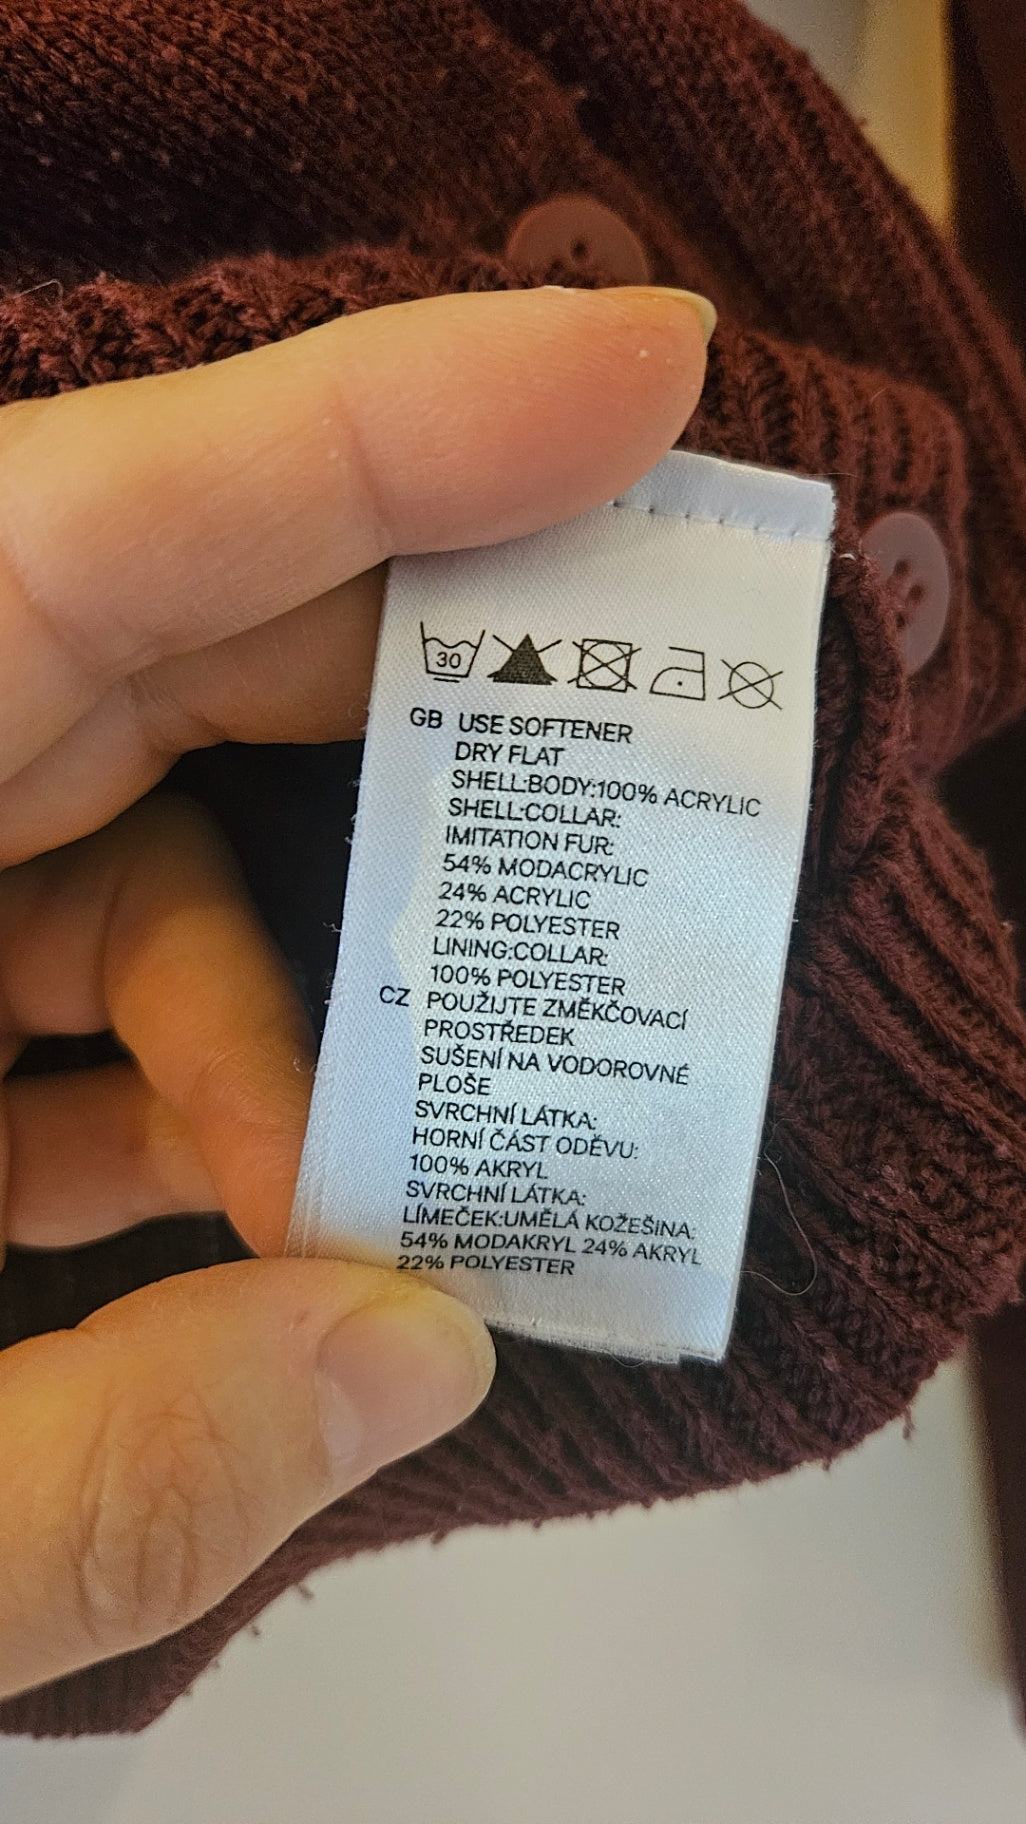 30
GB USE SOFTENER
DRY FLAT
SHELL:BODY:100% ACRYLIC
SHELL:COLLAR:
IMITATION FUR:
54% MODACRYLIC
24% ACRYLIC
22% POLYESTER
LINING:COLLAR:
100% POLYESTER
CZ POUŽIJTE ZMĚKČOVACÍ
PROSTŘEDEK
SUŠENÍ NA VODOROVNÉ
PLOŠE
SVRCHNÍ LÁTKA:
HORNÍ ČÁST ODĚVU:
100% AKRYL
SVRCHNÍ LÁTKA:
LÍMEČEK:UMĚLÁ KOŽEŠINA:
54% MODAKRYL 24% AKRYL
22% POLYESTER